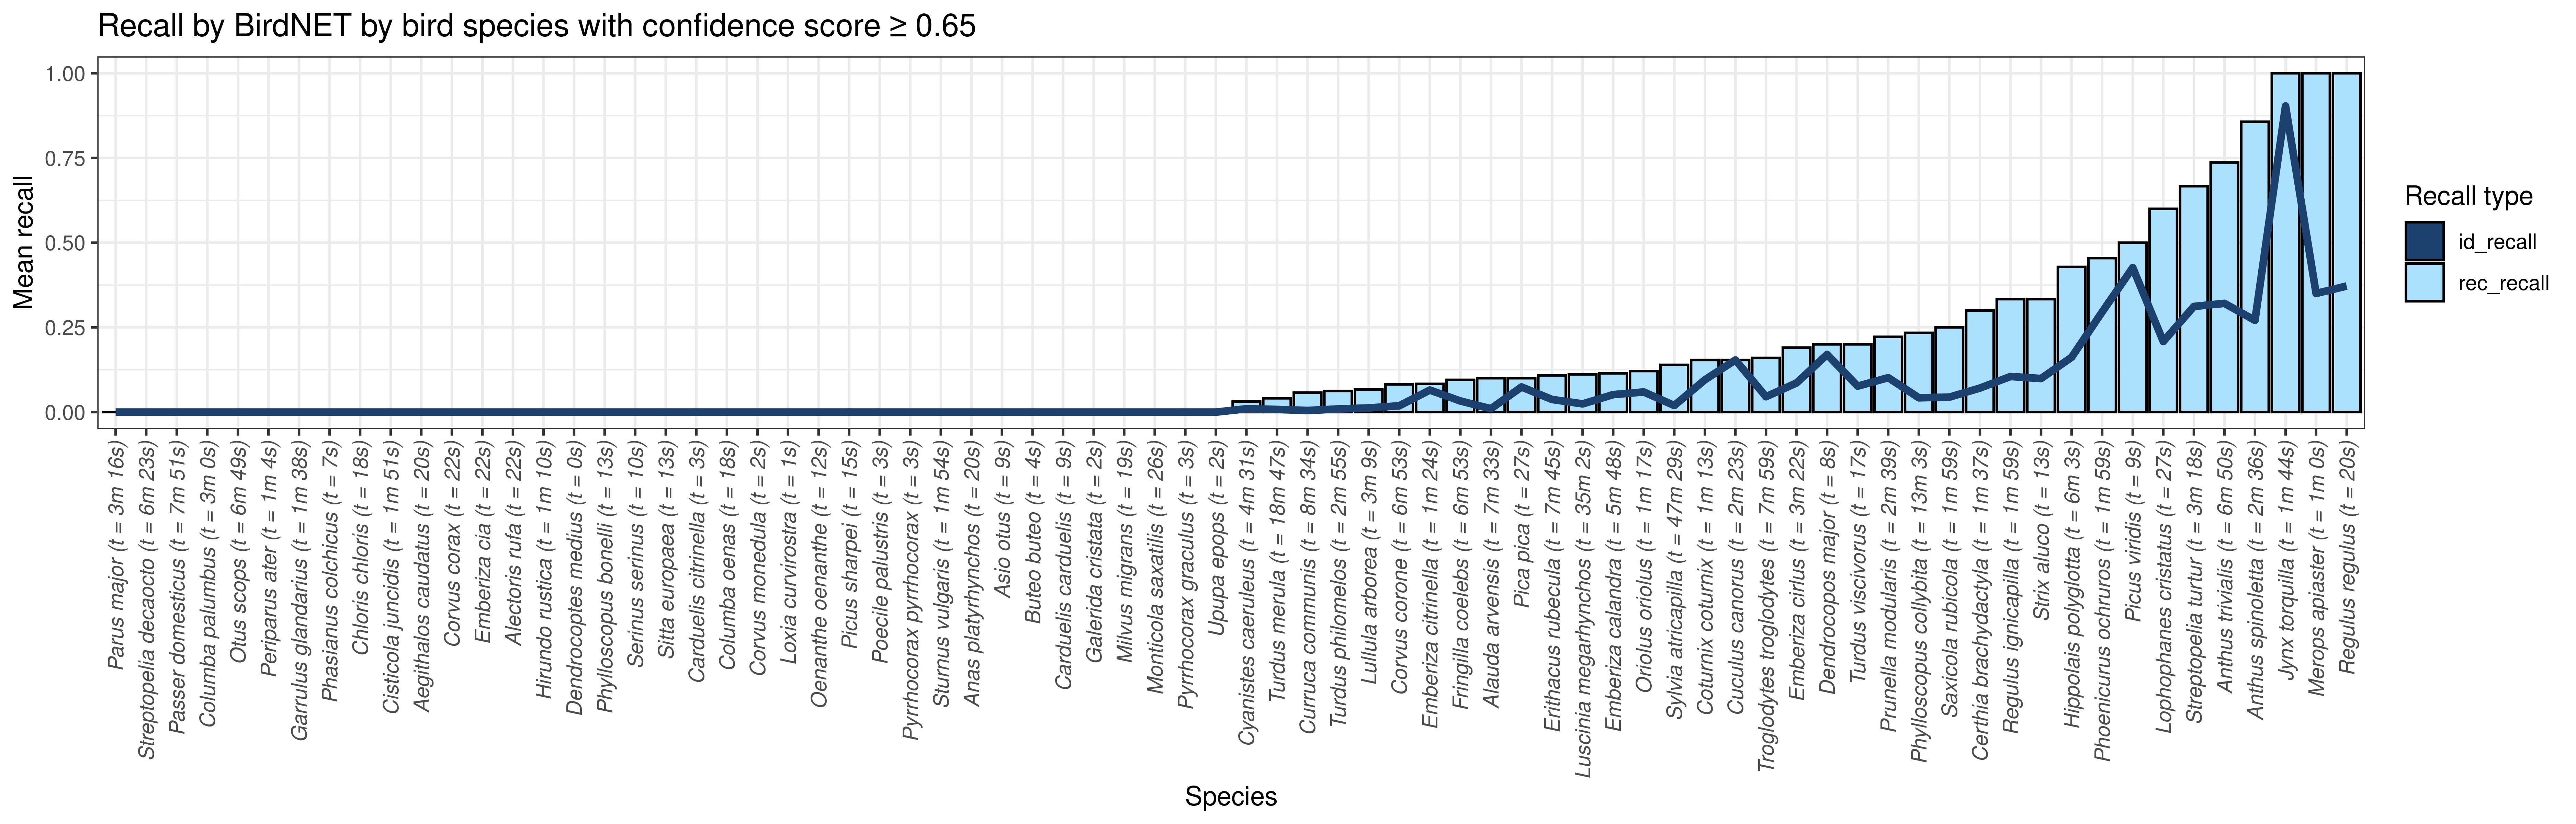 Recall by BirdNET by bird species with confidence score ≥ 0.65
Mean recall
1.00
0.75
0.50
0.25
0.00
Parus major (t = 3m 16s)
Streptopelia decaocto (t = 6m 23s)
Passer domesticus (t = 7m 51s)
Columba palumbus (t = 3m 0s)
Otus scops (t = 6m 49s)
Periparus ater (t = 1m 4s)
Garrulus glandarius (t = 1m 38s)
Phasianus colchicus (t = 7s)
Chloris chloris (t = 18s)
Cisticola juncidis (t = 1m 51s)
Aegithalos caudatus (t = 20s)
Corvus corax (t = 22s)
Emberiza cia (t = 22s)
Alectoris rufa (t = 22s)
Hirundo rustica (t = 1m 10s)
Dendrocoptes medius (t = 0s)
Phylloscopus bonelli (t = 13s)
Serinus serinus (t = 10s)
Sitta europaea (t = 13s)
Carduelis citrinella (t = 3s)
Columba oenas (t = 18s)
Corvus monedula (t = 2s)
Loxia curvirostra (t = 1s)
Oenanthe oenanthe (t = 12s)
Picus sharpei (t = 15s)
Poecile palustris (t = 3s)
Pyrrhocorax pyrrhocorax (t = 3s)
Sturnus vulgaris (t = 1m 54s)
Anas platyrhynchos (t = 20s)
Asio otus (t = 9s)
Buteo buteo (t = 4s)
Carduelis carduelis (t = 9s)
Galerida cristata (t = 2s)
Milvus migrans (t = 19s)
Monticola saxatilis (t = 26s)
Pyrrhocorax graculus (t = 3s)
Upupa epops (t = 2s)
Cyanistes caeruleus (t = 4m 31s)
Turdus merula (t = 18m 47s)
Curruca communis (t = 8m 34s)
Turdus philomelos (t = 2m 55s)
Lullula arborea (t = 3m 9s)
Corvus corone (t = 6m 53s)
Emberiza citrinella (t = 1m 24s)
Fringilla coelebs (t = 6m 53s)
Alauda arvensis (t = 7m 33s)
Pica pica (t = 27s)
Erithacus rubecula (t = 7m 45s)
Luscinia megarhynchos (t = 35m 2s)
Emberiza calandra (t = 5m 48s)
Oriolus oriolus (t = 1m 17s)
Sylvia atricapilla (t = 47m 29s)
Coturnix coturnix (t = 1m 13s)
Cuculus canorus (t = 2m 23s)
Troglodytes troglodytes (t = 7m 59s)
Emberiza cirlus (t = 3m 22s)
Dendrocopos major (t = 8s)
Turdus viscivorus (t = 17s)
Prunella modularis (t = 2m 39s)
Phylloscopus collybita (t = 13m 3s)
Saxicola rubicola (t = 1m 59s)
Certhia brachydactyla (t = 1m 37s)
Regulus ignicapilla (t = 1m 59s)
Strix aluco (t = 13s)
Hippolais polyglotta (t = 6m 3s)
Phoenicurus ochruros (t = 1m 59s)
Picus viridis (t = 9s)
Lophophanes cristatus (t = 27s)
Streptopelia turtur (t = 3m 18s)
Anthus trivialis (t = 6m 50s)
Anthus spinoletta (t = 2m 36s)
Jynx torquilla (t = 1m 44s)
Merops apiaster (t = 1m 0s)
Regulus regulus (t = 20s)
Species
Recall type
id_recall
rec_recall